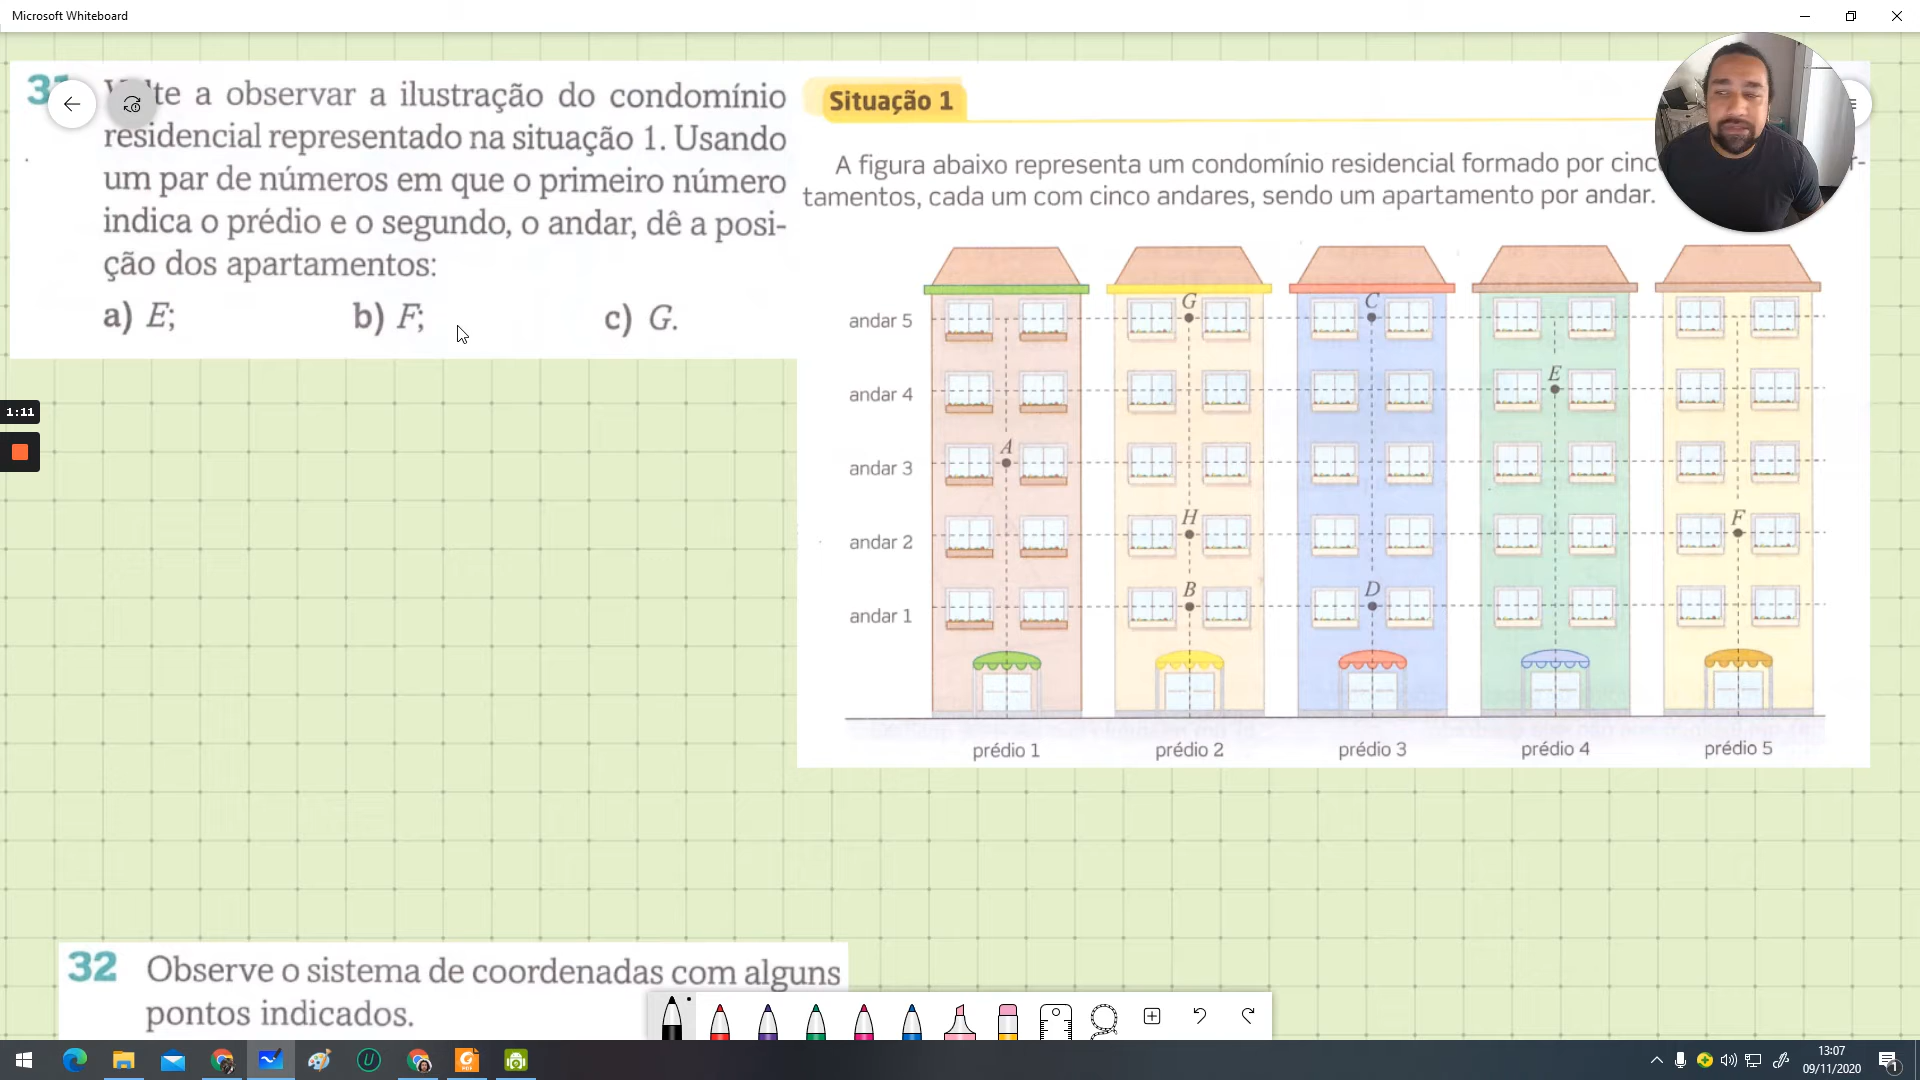 Microsoft Whiteboard
te a observar a ilustração do condomínio
residencial representado na situação 1. Usando
um par de números em que o primeiro número
indica o prédio e o segundo, o andar, dê a posi-
ção dos apartamentos:
a) E;
b) F;
c) G.
Situação 1
A figura abaixo representa um condomínio residencial formado por cinc r-
tamentos, cada um com cinco andares, sendo um apartamento por andar.
G
C
andar 5
E
andar 4
A
andar 3
H
F
andar 2
B
D
andar 1
prédio 1
prédio 2
prédio 3
prédio 4
prédio 5
1:11
32 Observe o sistema de coordenadas com alguns
pontos indicados.
13:07
09/11/2020
1